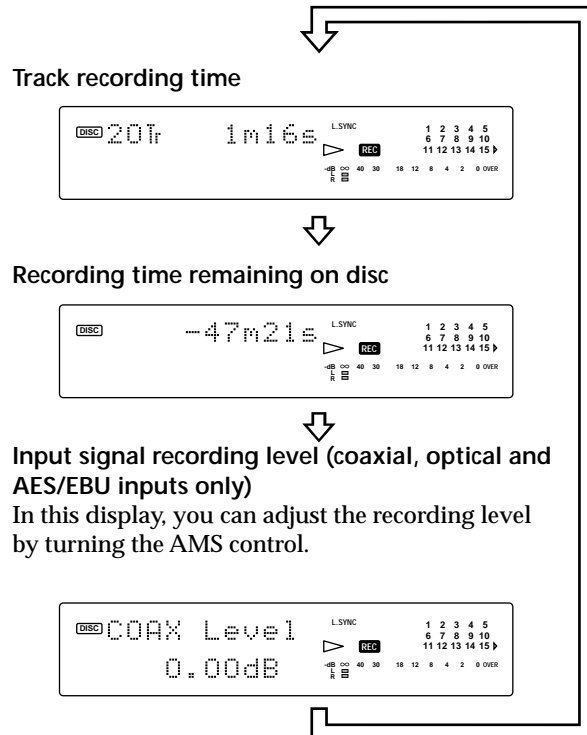 Track recording time
DISC 20Tr 1m16s L.SYNC 1 2 3 4 5
6 7 8 9 10
REC 11 12 13 14 15
-dB ∞ 40 30 18 12 8 4 2 0 OVER
L
R
Recording time remaining on disc
DISC -47m21s L.SYNC 1 2 3 4 5
6 7 8 9 10
REC 11 12 13 14 15
-dB ∞ 40 30 18 12 8 4 2 0 OVER
L
R
Input signal recording level (coaxial, optical and
AES/EBU inputs only)
In this display, you can adjust the recording level
by turning the AMS control.
DISC COAX Level L.SYNC 1 2 3 4 5
6 7 8 9 10
REC 11 12 13 14 15
0.00dB -dB ∞ 40 30 18 12 8 4 2 0 OVER
L
R